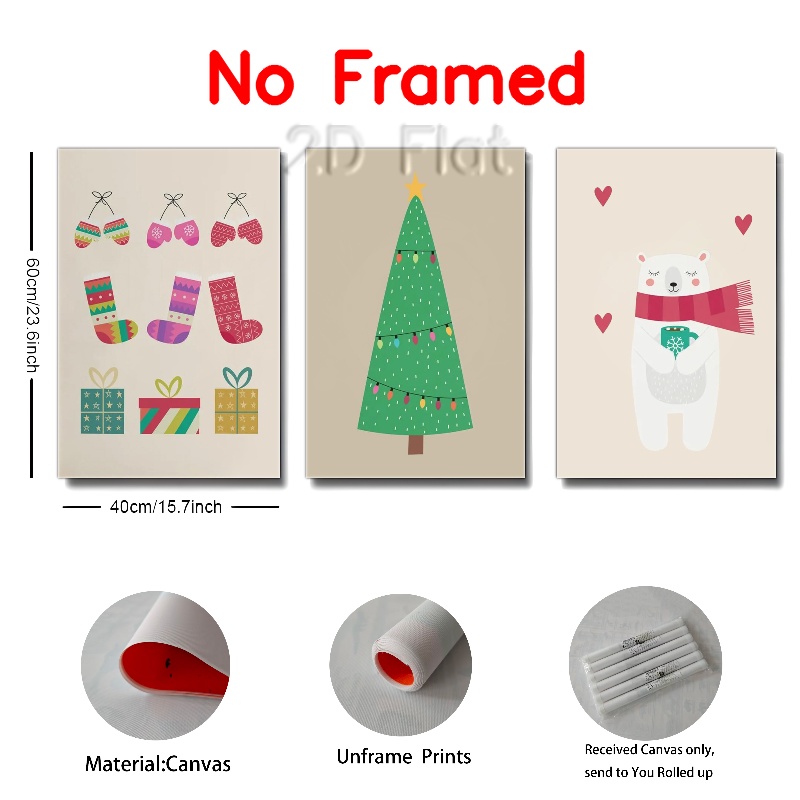 No Framed
2D Flat
60cm/23.6inch
40cm/15.7inch
Material:Canvas
Unframe Prints
Received Canvas only,
send to You Rolled up